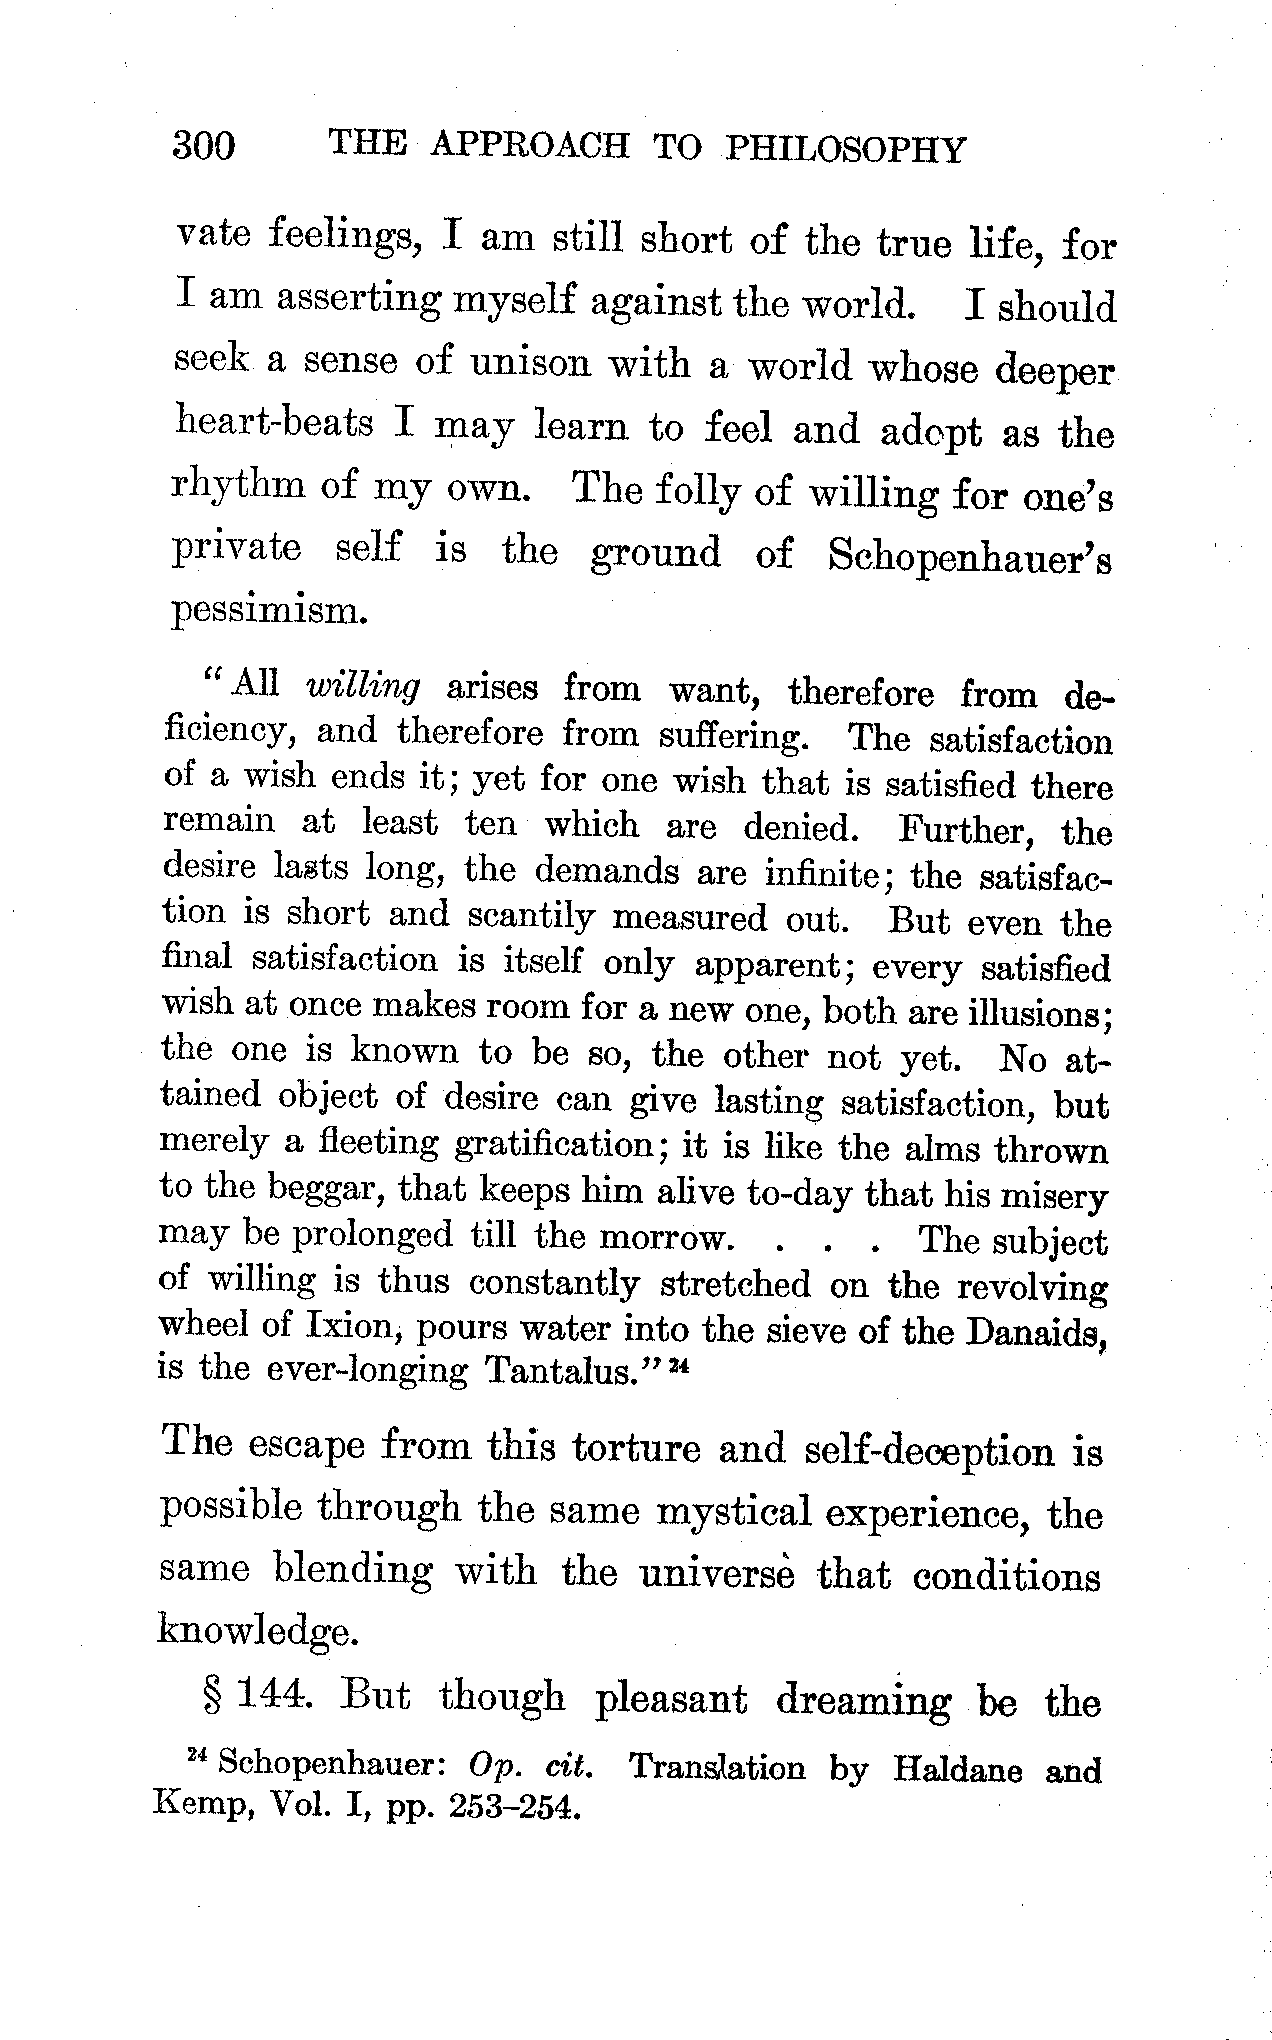 300 THE APPROACH TO PHILOSOPHY
vate feelings, I am still short of the true life, for
I am asserting myself against the world. I should
seek a sense of unison with a world whose deeper
heart-beats I may learn to feel and adopt as the
rhythm of my own. The folly of willing for one's
private self is the ground of Schopenhauer's
pessimism.
"All willing arises from want, therefore from de-
ficiency, and therefore from suffering. The satisfaction
of a wish ends it; yet for one wish that is satisfied there
remain at least ten which are denied. Further, the
desire lasts long, the demands are infinite; the satisfac-
tion is short and scantily measured out. But even the
final satisfaction is itself only apparent; every satisfied
wish at once makes room for a new one, both are illusions;
the one is known to be so, the other not yet. No at-
tained object of desire can give lasting satisfaction, but
merely a fleeting gratification; it is like the alms thrown
to the beggar, that keeps him alive to-day that his misery
may be prolonged till the morrow. . . . The subject
of willing is thus constantly stretched on the revolving
wheel of Ixion, pours water into the sieve of the Danaids,
is the ever-longing Tantalus." 24
The escape from this torture and self-deception is
possible through the same mystical experience, the
same blending with the universe that conditions
knowledge.
§ 144. But though pleasant dreaming be the
24 Schopenhauer: Op. cit. Translation by Haldane and
Kemp, Vol. I, pp. 253–254.